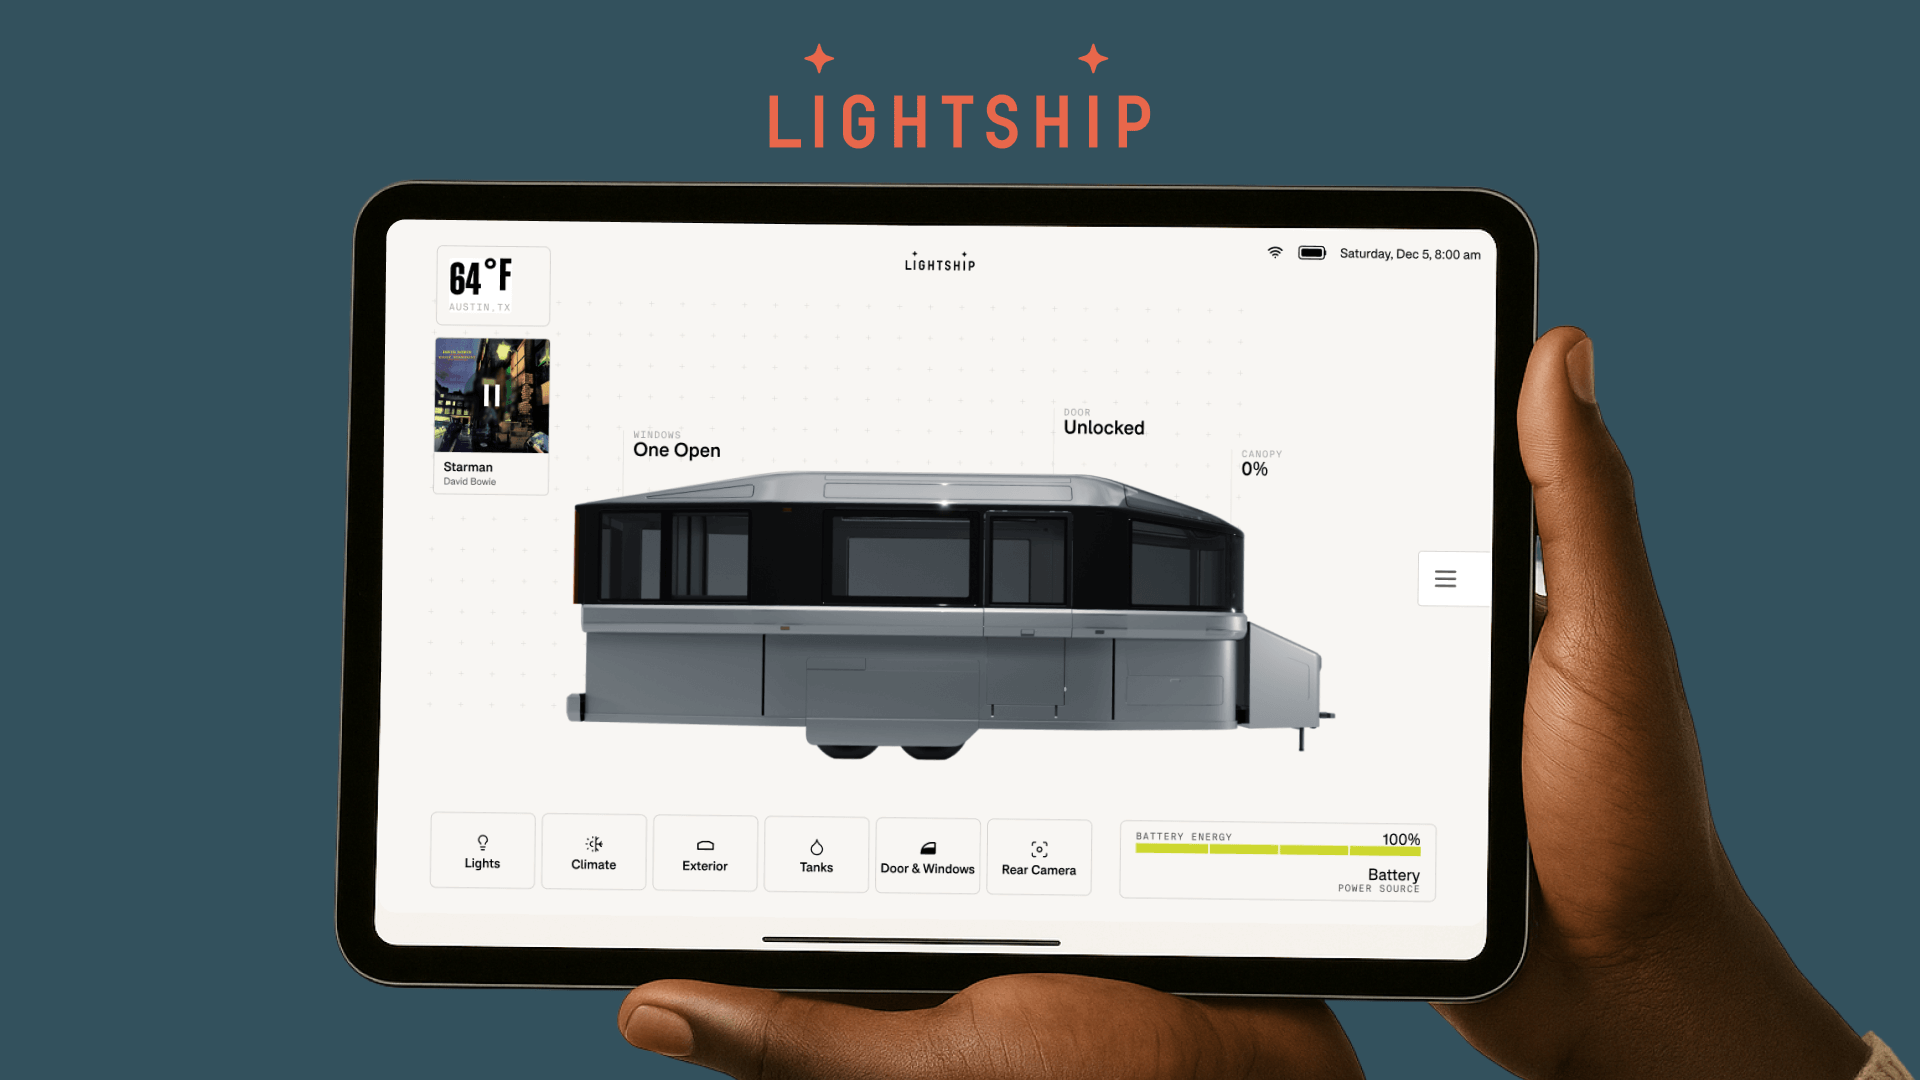 LIGHTSHIP
64°F
AUSTIN, TX
LIGHTSHIP
Saturday, Dec 5, 8:00 am
Starman
David Bowie
WINDOWS
One Open
DOOR
Unlocked
CANOPY
0%
Lights
Climate
Exterior
Tanks
Door & Windows
Rear Camera
BATTERY ENERGY
100%
Battery
POWER SOURCE